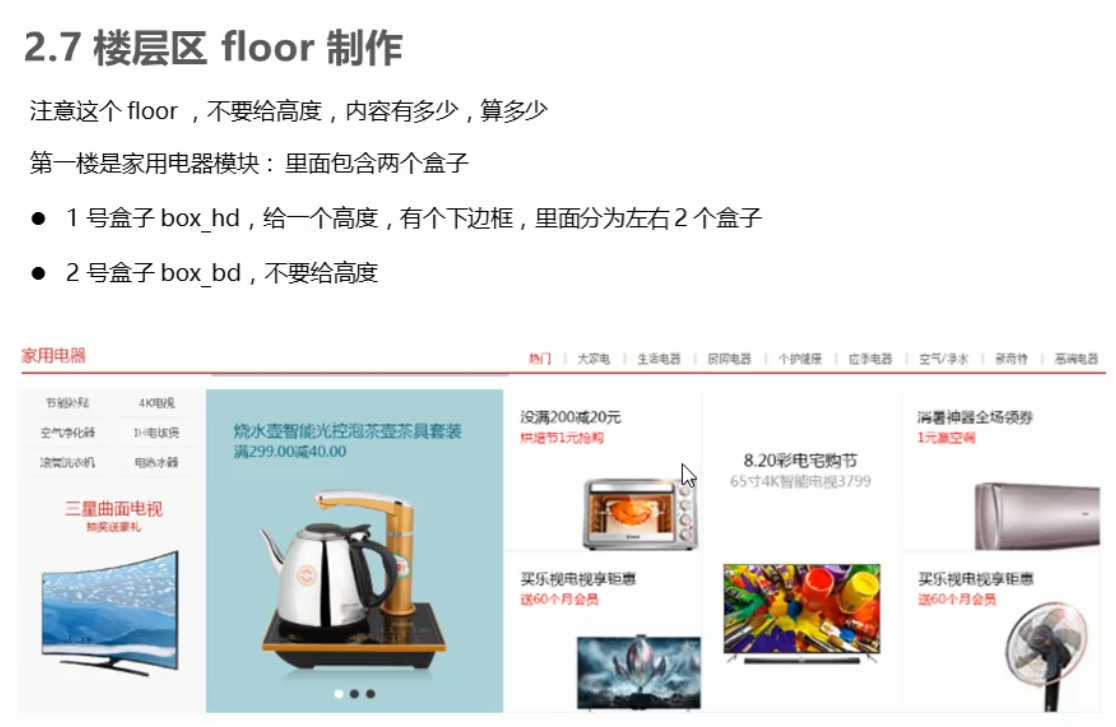 2.7 楼层区 floor 制作
注意这个 floor ，不要给高度，内容有多少，算多少
第一楼是家用电器模块： 里面包含两个盒子
● 1 号盒子 box_hd，给一个高度，有个下边框，里面分为左右 2 个盒子
● 2 号盒子 box_bd，不要给高度
家用电器
热门 | 大家电 | 生活电器 | 厨房电器 | 个护健康 | 应季电器 | 空气/净水 | 新奇特 | 高端电器
节能补贴 4K电视
空气净化器 IH电饭煲
滚筒洗衣机 电热水器
三星曲面电视
抽奖送豪礼
烧水壶智能光控泡茶壶茶具套装
满299.00减40.00
没满200减20元
烘培节1元抢购
买乐视电视享钜惠
送60个月会员
8.20彩电宅购节
65寸4K智能电视3799
消暑神器全场领券
1元赢空调
买乐视电视享钜惠
送60个月会员